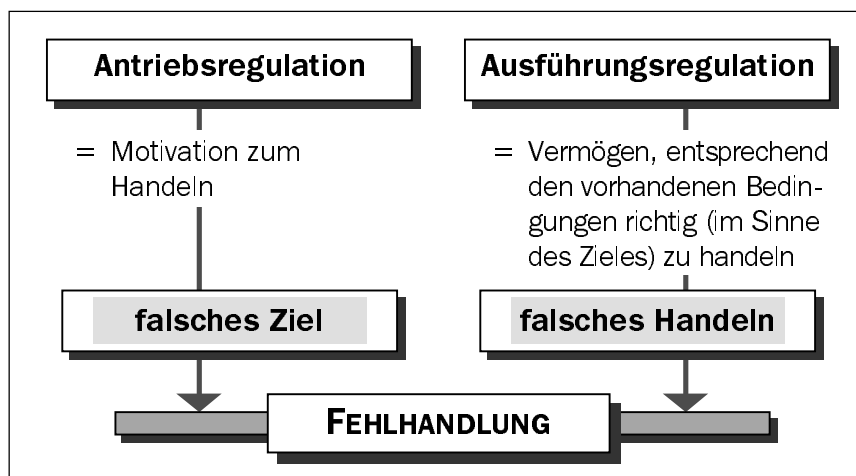 Antriebsregulation
= Motivation zum
Handeln
falsches Ziel
Ausführungsregulation
= Vermögen, entsprechend
den vorhandenen Bedin-
gungen richtig (im Sinne
des Zieles) zu handeln
falsches Handeln
FEHLHANDLUNG